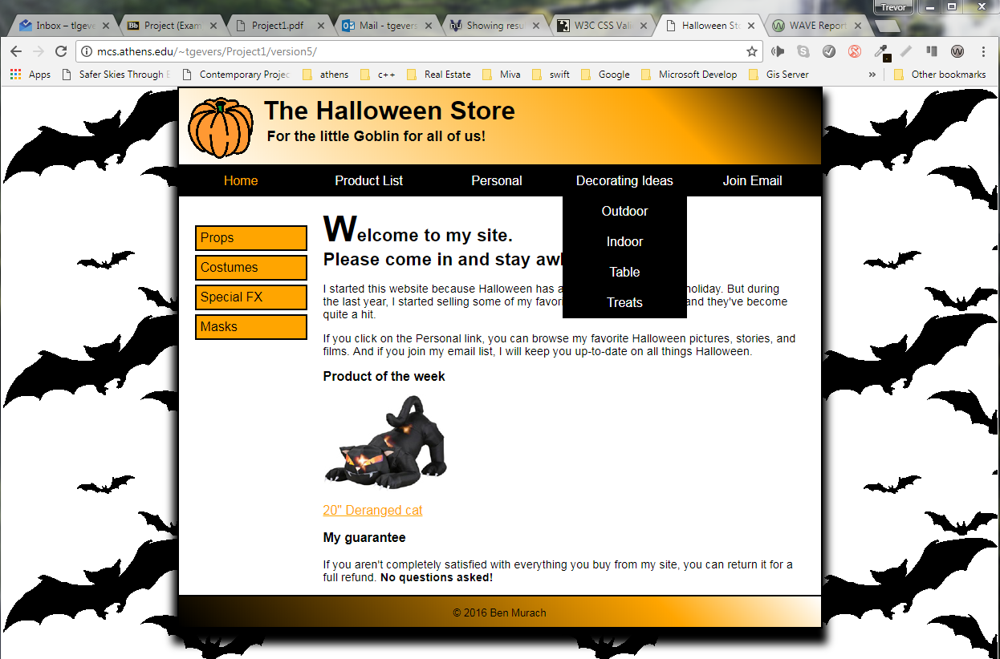 Trevor
Inbox – tlgeve
Project (Exam
Project1.pdf
Mail - tgevers
Showing resu
W3C CSS Vali
Halloween Sto
WAVE Report
mcs.athens.edu/~tgevers/Project1/version5/
Apps
Safer Skies Through E
Contemporary Projec
athens
c++
Real Estate
Miva
swift
Google
Microsoft Develop
Gis Server
»
Other bookmarks
The Halloween Store
For the little Goblin for all of us!
Home Product List Personal Decorating Ideas Join Email
Outdoor
Indoor
Table
Treats
Props
Costumes
Special FX
Masks
Welcome to my site.
Please come in and stay awl
I started this website because Halloween has a holiday. But during
the last year, I started selling some of my favori and they've become
quite a hit.
If you click on the Personal link, you can browse my favorite Halloween pictures, stories, and
films. And if you join my email list, I will keep you up-to-date on all things Halloween.
Product of the week
20" Deranged cat
My guarantee
If you aren't completely satisfied with everything you buy from my site, you can return it for a
full refund. No questions asked!
© 2016 Ben Murach